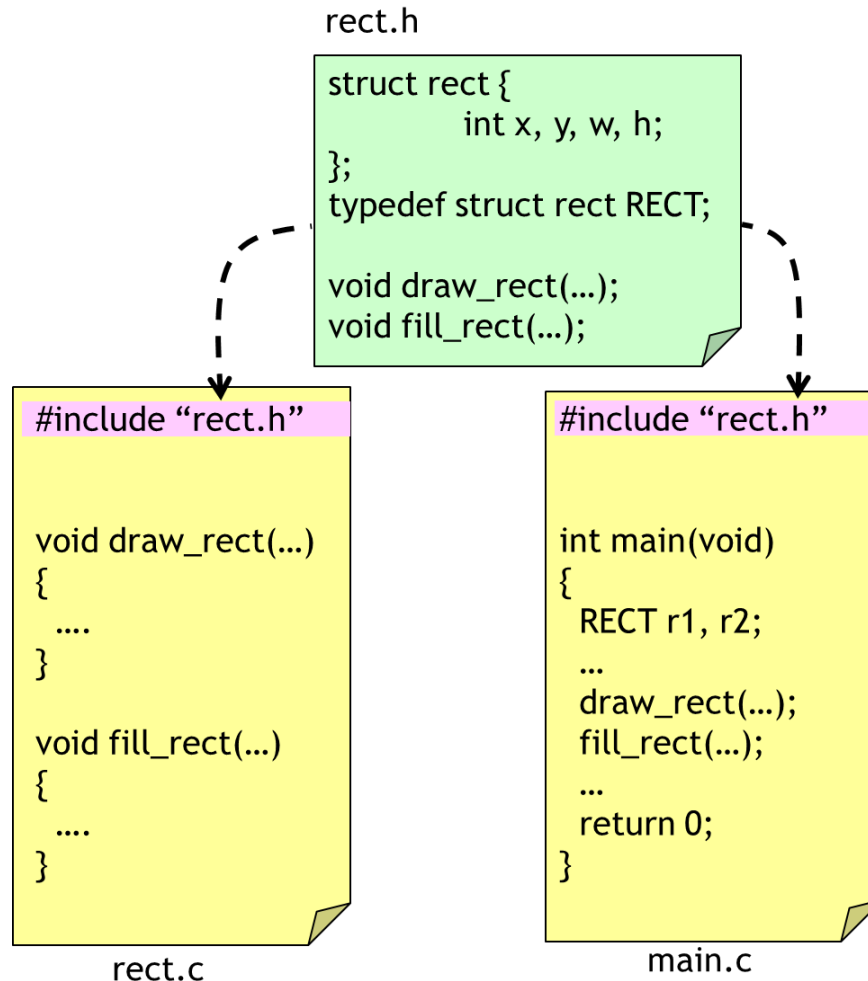 rect.h
struct rect {
int x, y, w, h;
};
typedef struct rect RECT;
void draw_rect(…);
void fill_rect(…);
#include “rect.h”
void draw_rect(…)
{
….
}
void fill_rect(…)
{
….
}
rect.c
#include “rect.h”
int main(void)
{
RECT r1, r2;
…
draw_rect(…);
fill_rect(…);
…
return 0;
}
main.c